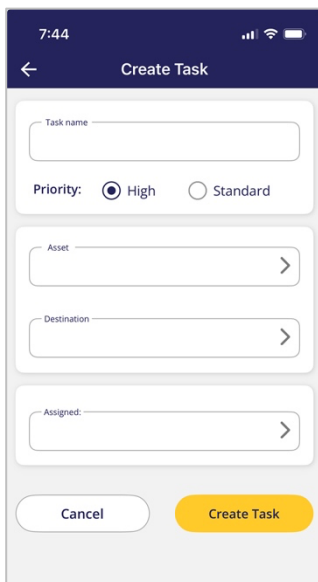 7:44
Create Task
Task name
Priority: High Standard
Asset
Destination
Assigned:
Cancel Create Task